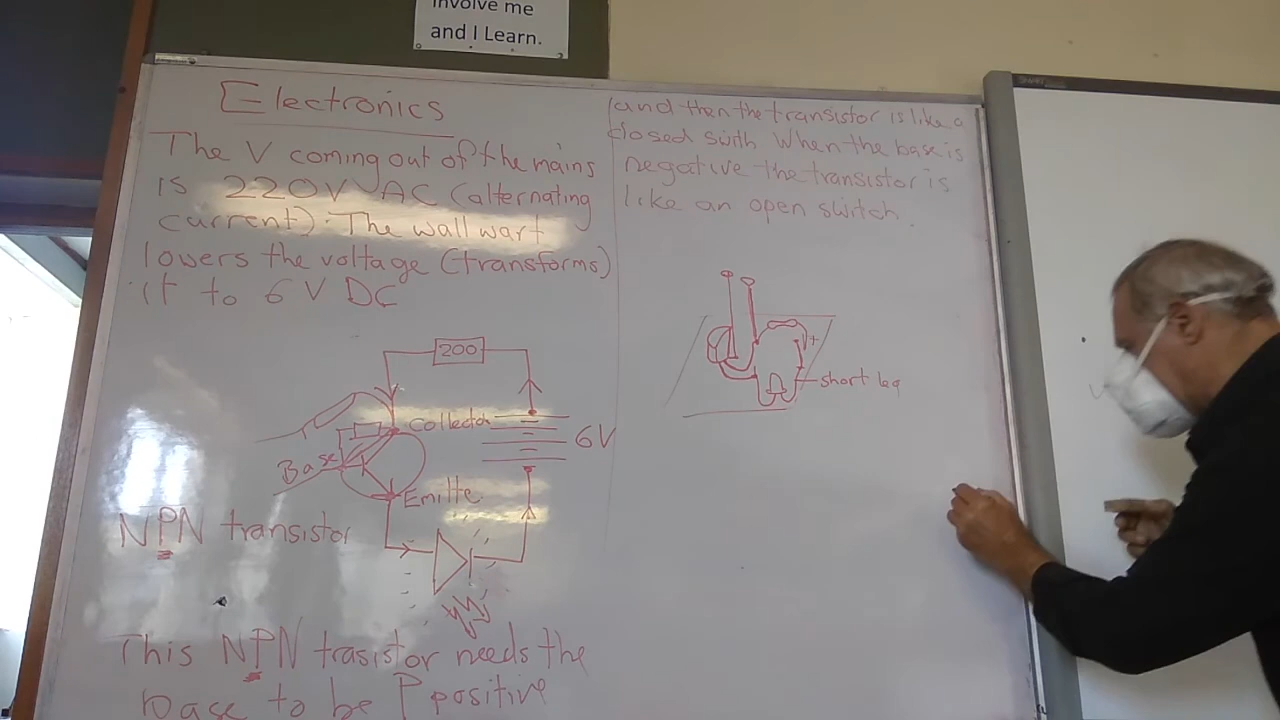 involve me
and I Learn.
Electronics
The V coming out of the mains
is 220V AC (alternating
current). The wall wart
lowers the voltage (transforms)
it to 6 V DC
200
Collector
6V
Base
Emitte
NPN transistor
This NPN trasistor needs the
base to be P positive
(and then the transistor is like a
closed swith When the base is
negative the transistor is
like an open switch.
V+
short leg